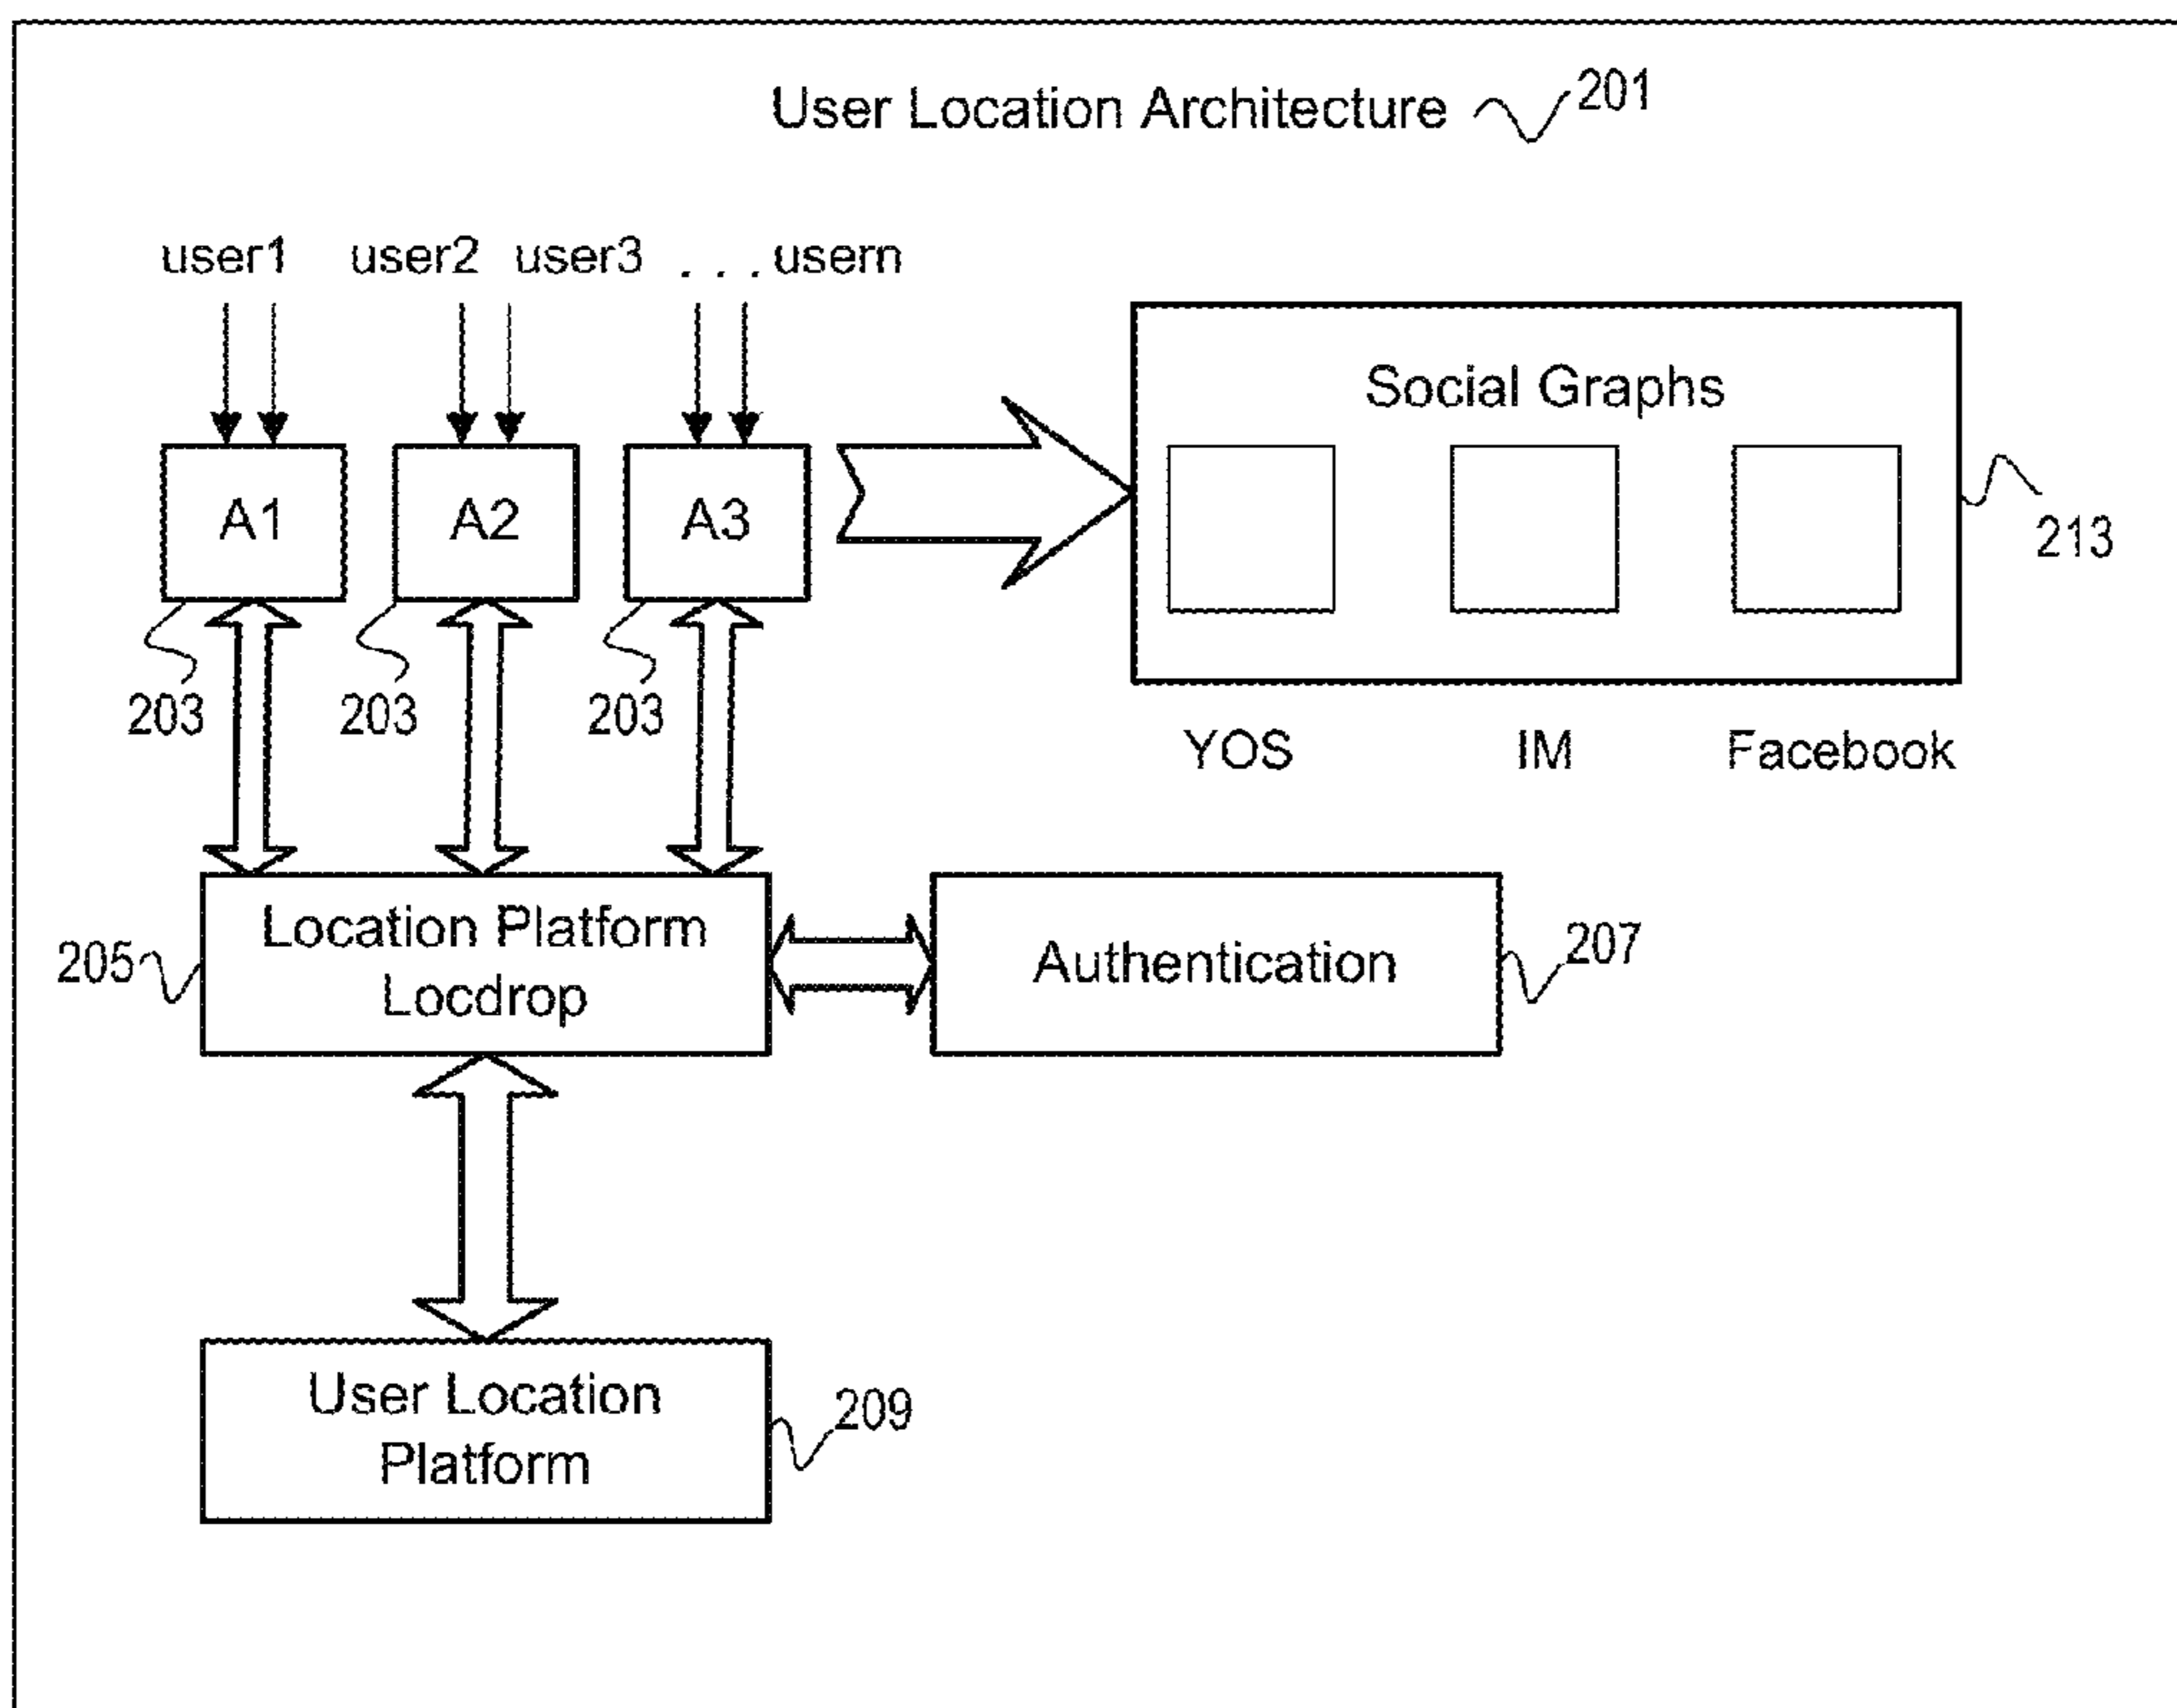 User Location Architecture 201
user1 user2 user3 . . . usern
Social Graphs
A1 A2 A3
213
203 203 203
YOS IM Facebook
Location Platform
Locdrop
205
Authentication
207
User Location
Platform
209